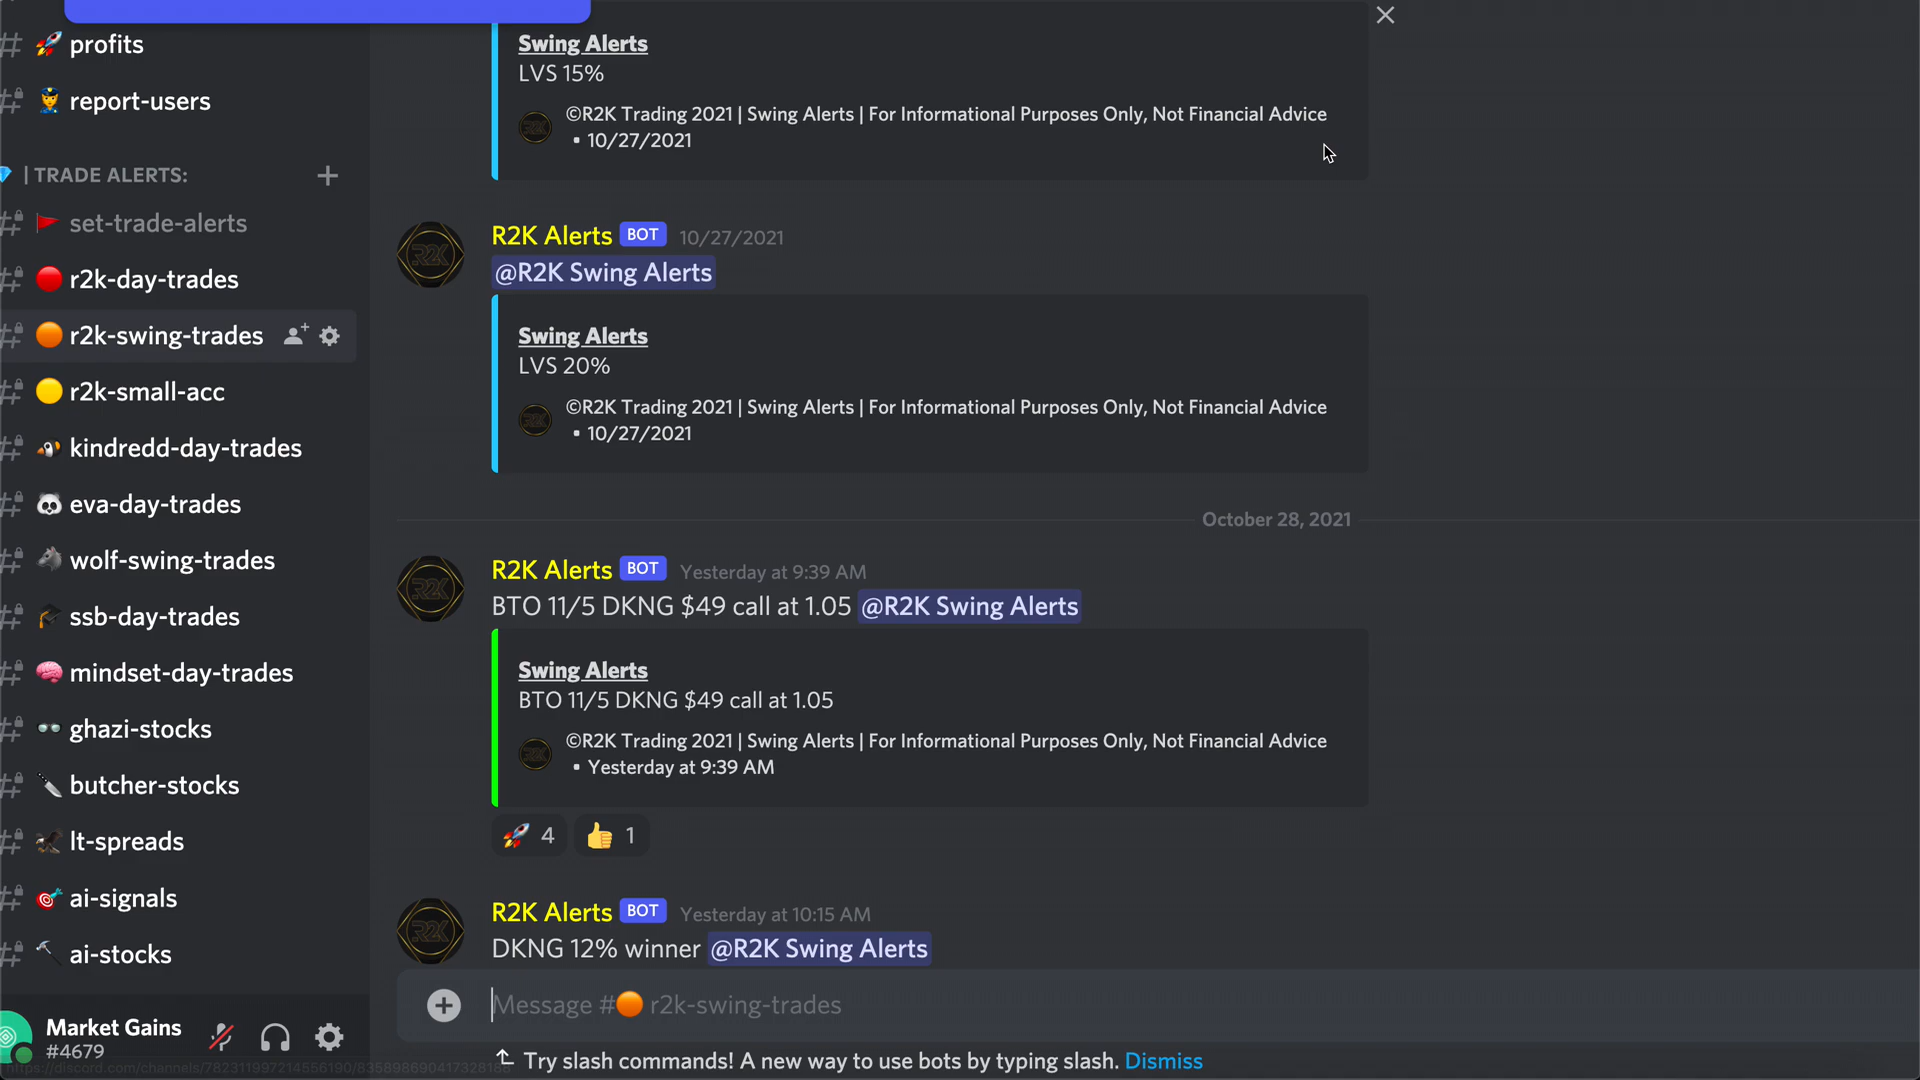 profits
report-users
| TRADE ALERTS:
set-trade-alerts
r2k-day-trades
r2k-swing-trades
r2k-small-acc
kindredd-day-trades
eva-day-trades
wolf-swing-trades
ssb-day-trades
mindset-day-trades
ghazi-stocks
butcher-stocks
lt-spreads
ai-signals
ai-stocks
Market Gains
#4679
Swing Alerts
LVS 15%
©R2K Trading 2021 | Swing Alerts | For Informational Purposes Only, Not Financial Advice
• 10/27/2021
R2K Alerts BOT 10/27/2021
@R2K Swing Alerts
Swing Alerts
LVS 20%
©R2K Trading 2021 | Swing Alerts | For Informational Purposes Only, Not Financial Advice
• 10/27/2021
October 28, 2021
R2K Alerts BOT Yesterday at 9:39 AM
BTO 11/5 DKNG $49 call at 1.05 @R2K Swing Alerts
Swing Alerts
BTO 11/5 DKNG $49 call at 1.05
©R2K Trading 2021 | Swing Alerts | For Informational Purposes Only, Not Financial Advice
• Yesterday at 9:39 AM
4 1
R2K Alerts BOT Yesterday at 10:15 AM
DKNG 12% winner @R2K Swing Alerts
Message # r2k-swing-trades
Try slash commands! A new way to use bots by typing slash. Dismiss